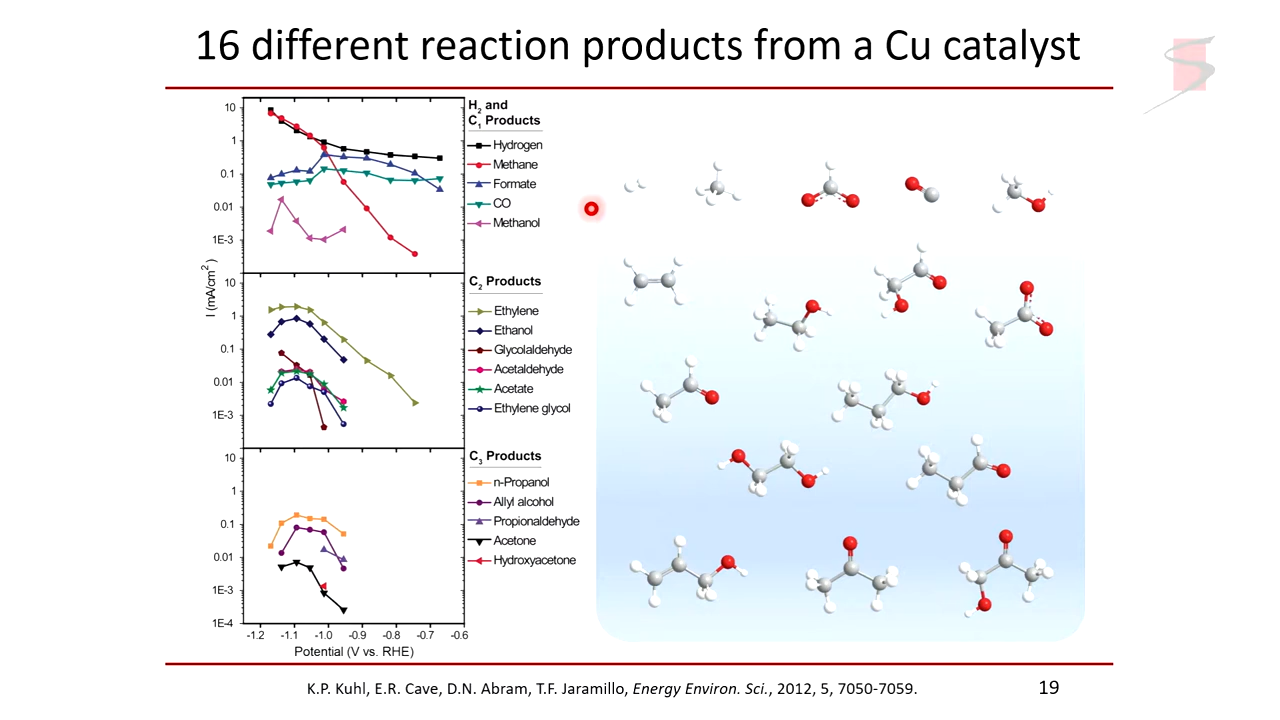 16 different reaction products from a Cu catalyst
H2 and
C1 Products
Hydrogen
Methane
Formate
CO
Methanol
10
1
0.1
0.01
1E-3
C2 Products
Ethylene
Ethanol
Glycolaldehyde
Acetaldehyde
Acetate
Ethylene glycol
10
1
0.1
0.01
1E-3
I (mA/cm2)
C3 Products
n-Propanol
Allyl alcohol
Propionaldehyde
Acetone
Hydroxyacetone
10
1
0.1
0.01
1E-3
1E-4
-1.2 -1.1 -1.0 -0.9 -0.8 -0.7 -0.6
Potential (V vs. RHE)
K.P. Kuhl, E.R. Cave, D.N. Abram, T.F. Jaramillo, Energy Environ. Sci., 2012, 5, 7050-7059.
19